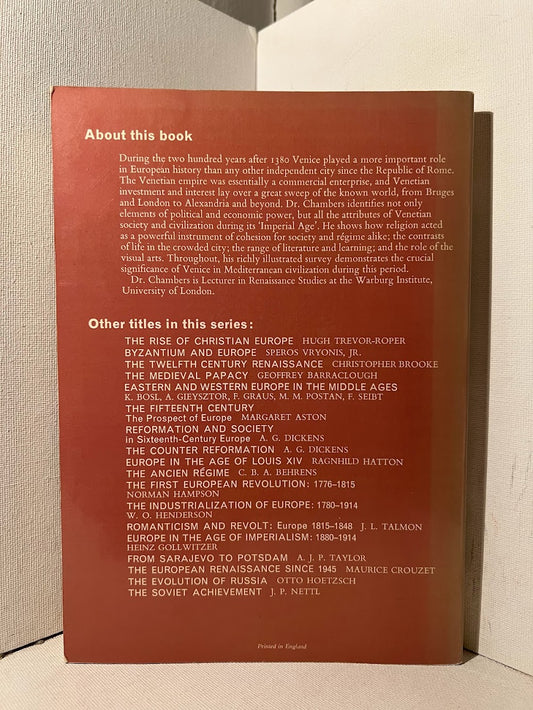 About this book
During the two hundred years after 1380 Venice played a more important role
in European history than any other independent city since the Republic of Rome.
The Venetian empire was essentially a commercial enterprise, and Venetian
investment and interest lay over a great sweep of the known world, from Bruges
and London to Alexandria and beyond. Dr. Chambers identifies not only
elements of political and economic power, but all the attributes of Venetian
society and civilization during its 'Imperial Age'. He shows how religion acted
as a powerful instrument of cohesion for society and régime alike; the contrasts
of life in the crowded city; the range of literature and learning; and the role of the
visual arts. Throughout, his richly illustrated survey demonstrates the crucial
significance of Venice in Mediterranean civilization during this period.
Dr. Chambers is Lecturer in Renaissance Studies at the Warburg Institute,
University of London.
Other titles in this series:
THE RISE OF CHRISTIAN EUROPE HUGH TREVOR-ROPER
BYZANTIUM AND EUROPE SPEROS VRYONIS, JR.
THE TWELFTH CENTURY RENAISSANCE CHRISTOPHER BROOKE
THE MEDIEVAL PAPACY GEOFFREY BARRACLOUGH
EASTERN AND WESTERN EUROPE IN THE MIDDLE AGES
K. BOSL, A. GIEYSZTOR, F. GRAUS, M. M. POSTAN, F. SEIBT
THE FIFTEENTH CENTURY
The Prospect of Europe MARGARET ASTON
REFORMATION AND SOCIETY
in Sixteenth-Century Europe A. G. DICKENS
THE COUNTER REFORMATION A. G. DICKENS
EUROPE IN THE AGE OF LOUIS XIV RAGNHILD HATTON
THE ANCIEN RÉGIME C. B. A. BEHRENS
THE FIRST EUROPEAN REVOLUTION: 1776–1815
NORMAN HAMPSON
THE INDUSTRIALIZATION OF EUROPE: 1780–1914
W. O. HENDERSON
ROMANTICISM AND REVOLT: Europe 1815–1848 J. L. TALMON
EUROPE IN THE AGE OF IMPERIALISM: 1880–1914
HEINZ GOLLWITZER
FROM SARAJEVO TO POTSDAM A. J. P. TAYLOR
THE EUROPEAN RENAISSANCE SINCE 1945 MAURICE CROUZET
THE EVOLUTION OF RUSSIA OTTO HOETZSCH
THE SOVIET ACHIEVEMENT J. P. NETTL
Printed in England